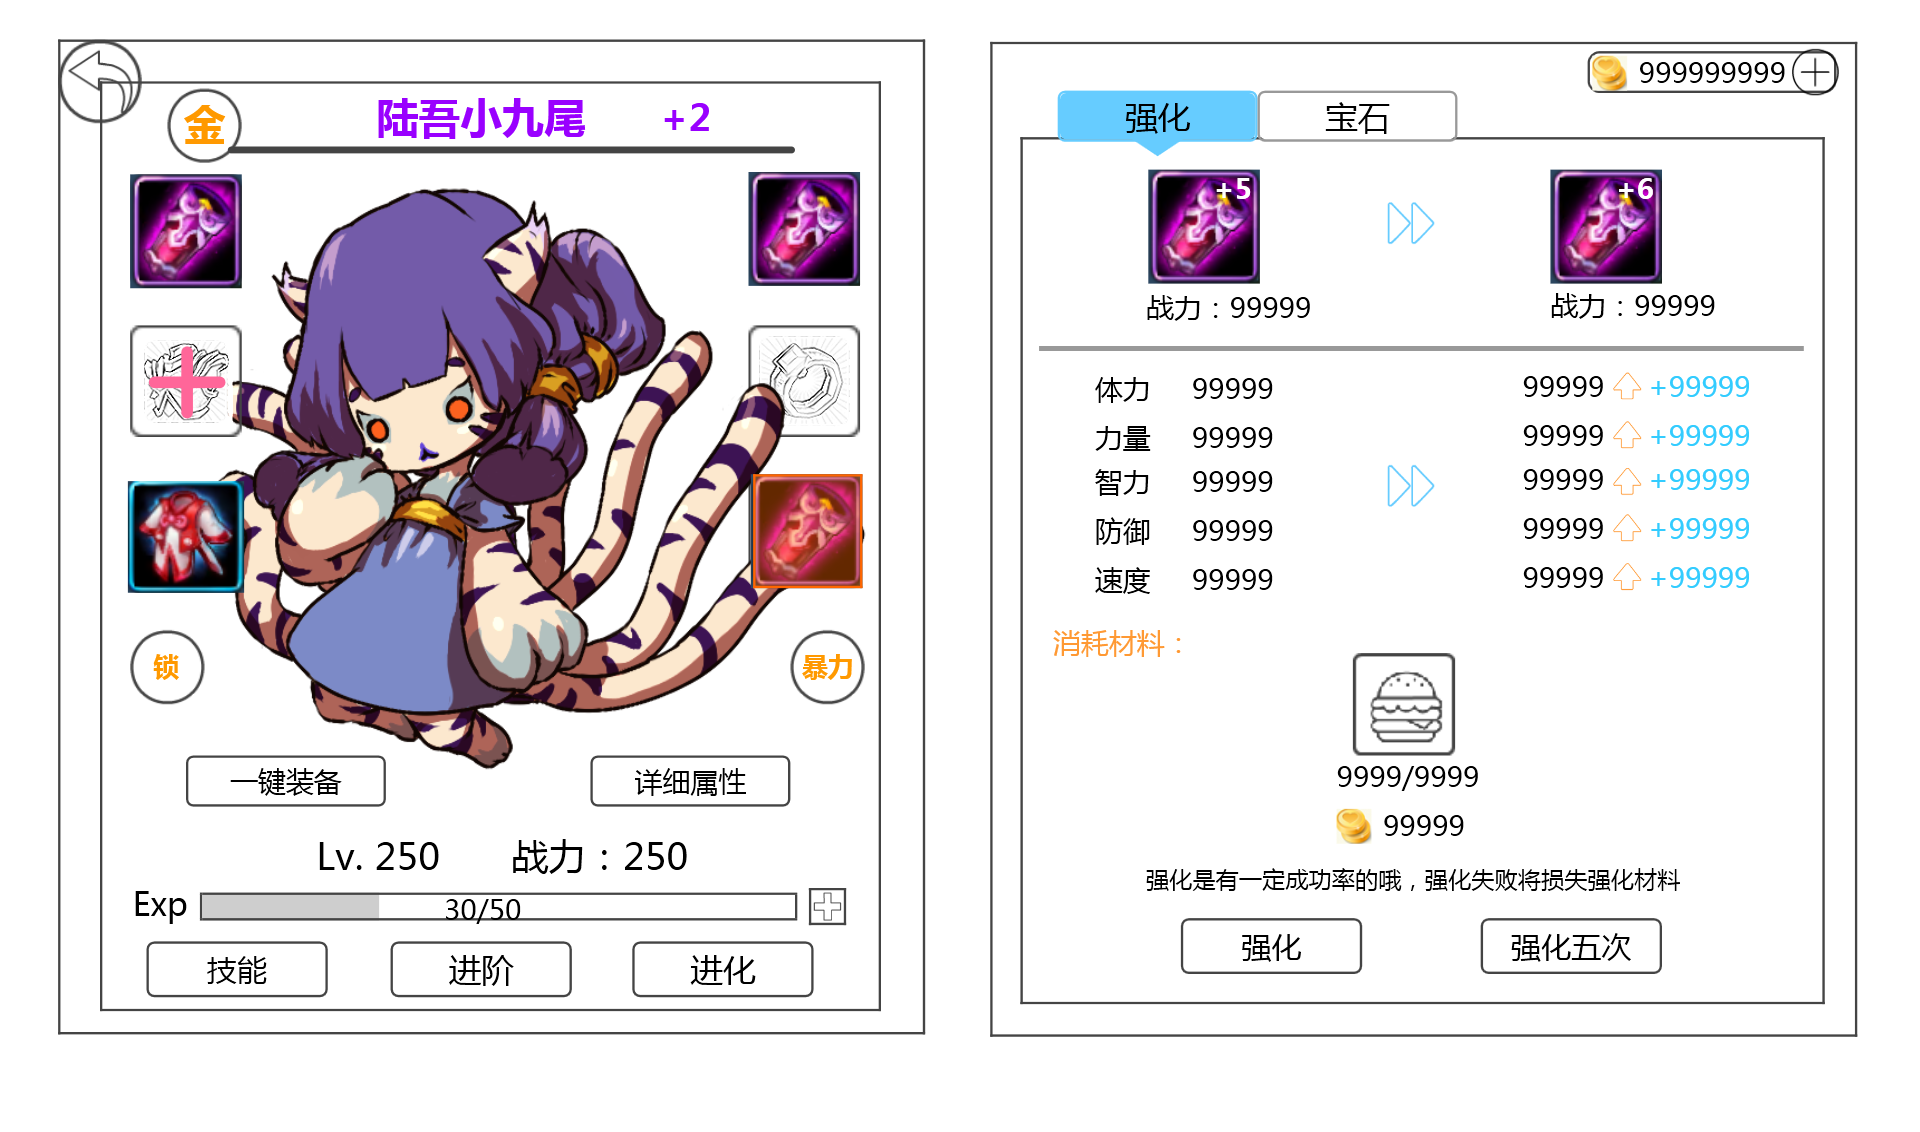 金
陆吾小九尾 +2
锁
暴力
一键装备
详细属性
Lv. 250 战力：250
Exp 30/50
技能
进阶
进化
999999999
强化
宝石
+5
+6
战力：99999
战力：99999
体力 99999 99999 +99999
力量 99999 99999 +99999
智力 99999 99999 +99999
防御 99999 99999 +99999
速度 99999 99999 +99999
消耗材料：
9999/9999
99999
强化是有一定成功率的哦，强化失败将损失强化材料
强化
强化五次